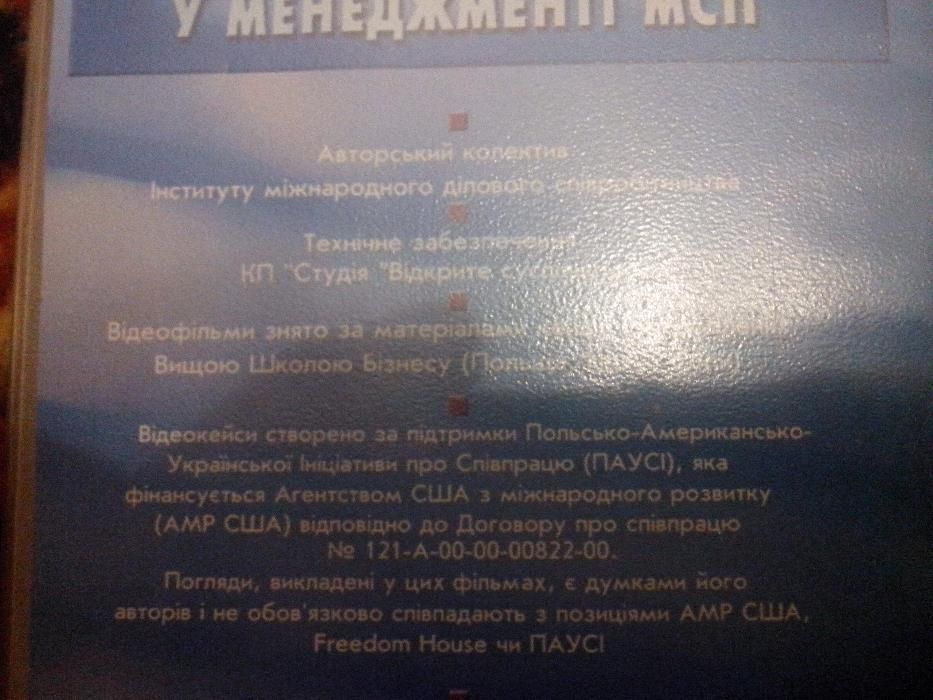 У МЕНЕДЖМЕНТІ МСП
Авторський колектив
Інституту міжнародного ділового співробітництва
Технічне забезпечення
КП "Студія "Відкрите
Відеофільми знято за матеріалами
Вищою Школою Бізнесу
Відеокейси створено за підтримки Польсько-Американсько-
Української Ініціативи про Співпрацю (ПАУСІ), яка
фінансується Агентством США з міжнародного розвитку
(АМР США) відповідно до Договору про співпрацю
№ 121-А-00-00-00822-00.
Погляди, викладені у цих фільмах, є думками його
авторів і не обов'язково співпадають з позиціями АМР США,
Freedom House чи ПАУСІ